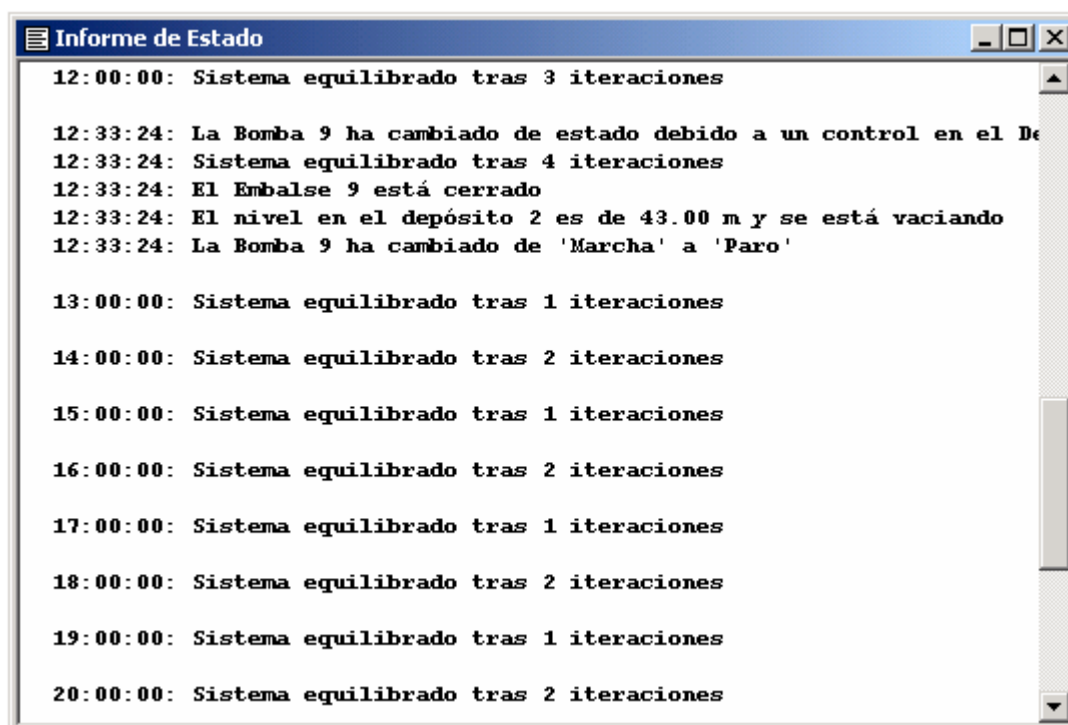 Informe de Estado
12:00:00: Sistema equilibrado tras 3 iteraciones
12:33:24: La Bomba 9 ha cambiado de estado debido a un control en el De
12:33:24: Sistema equilibrado tras 4 iteraciones
12:33:24: El Embalse 9 está cerrado
12:33:24: El nivel en el depósito 2 es de 43.00 m y se está vaciando
12:33:24: La Bomba 9 ha cambiado de 'Marcha' a 'Paro'
13:00:00: Sistema equilibrado tras 1 iteraciones
14:00:00: Sistema equilibrado tras 2 iteraciones
15:00:00: Sistema equilibrado tras 1 iteraciones
16:00:00: Sistema equilibrado tras 2 iteraciones
17:00:00: Sistema equilibrado tras 1 iteraciones
18:00:00: Sistema equilibrado tras 2 iteraciones
19:00:00: Sistema equilibrado tras 1 iteraciones
20:00:00: Sistema equilibrado tras 2 iteraciones